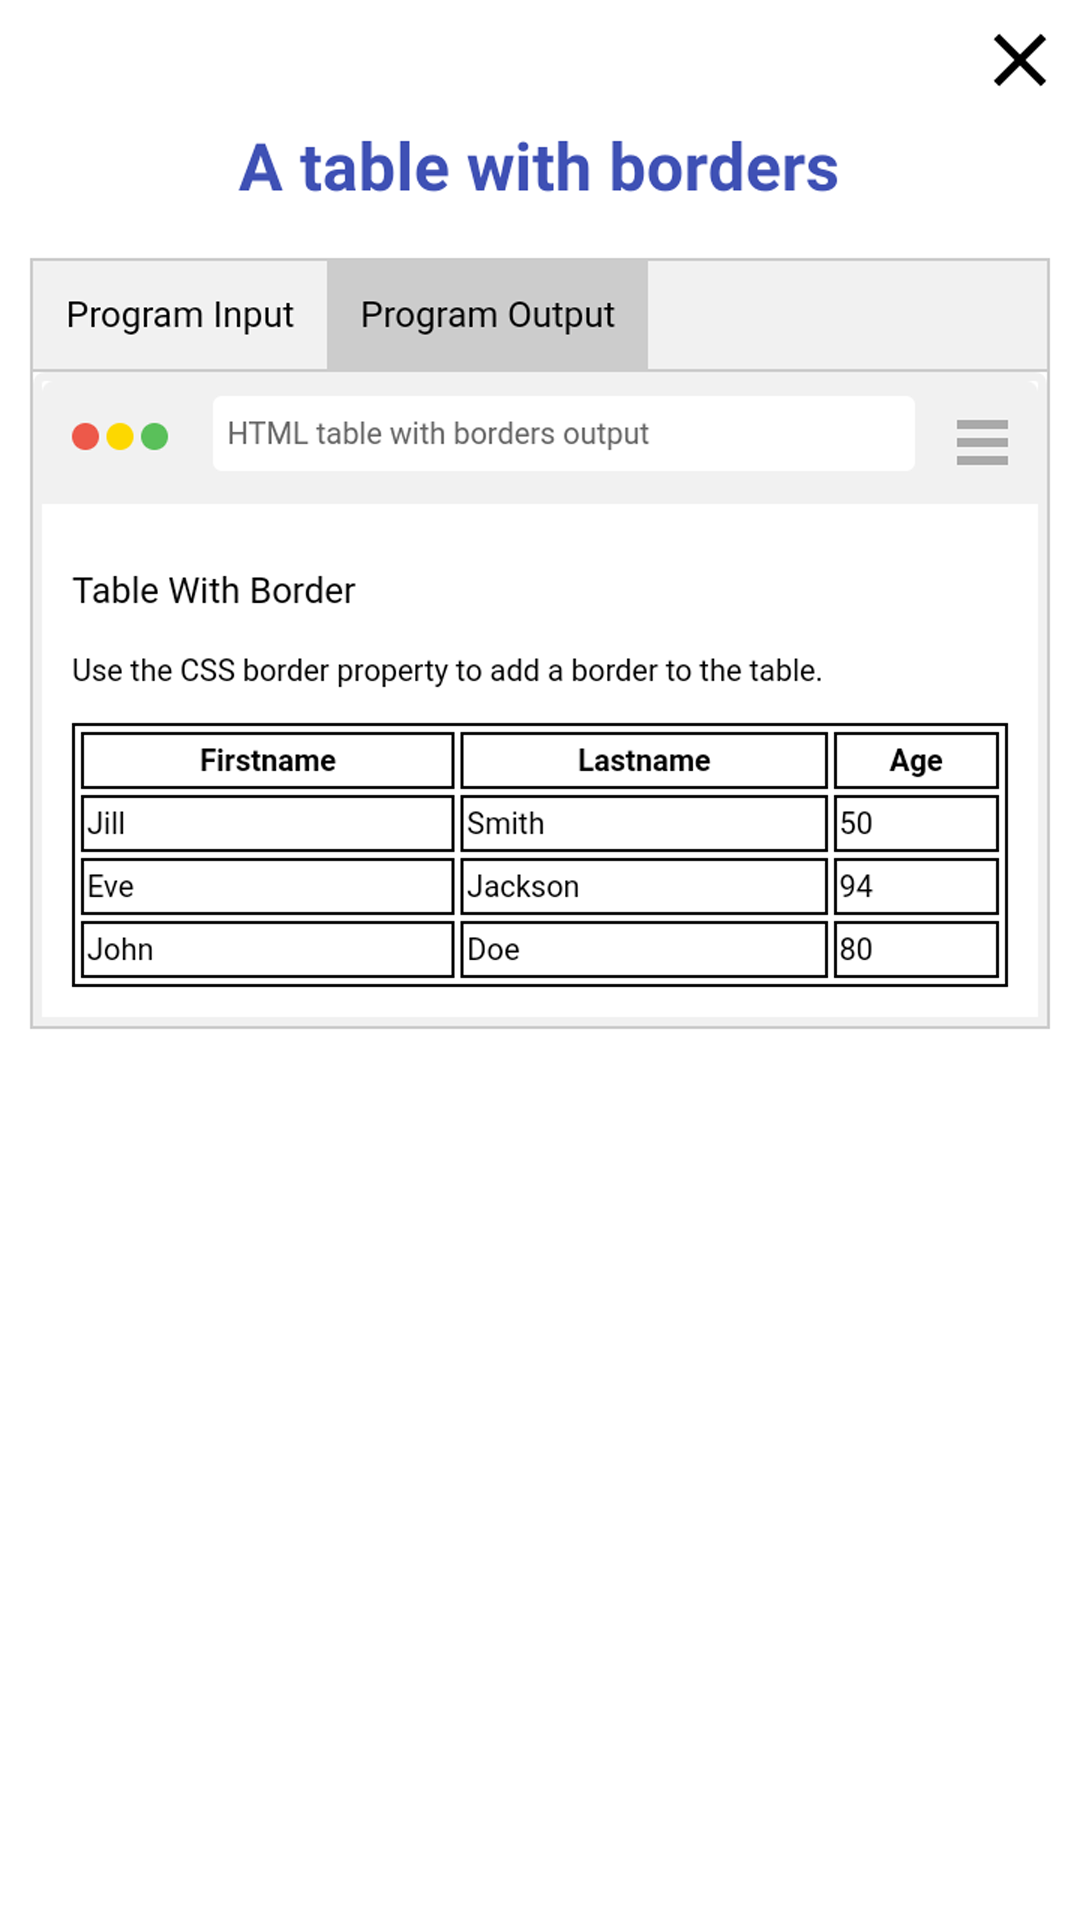 A table with borders
Program Input Program Output
HTML table with borders output
Table With Border
Use the CSS border property to add a border to the table.
Firstname Lastname Age
Jill Smith 50
Eve Jackson 94
John Doe 80